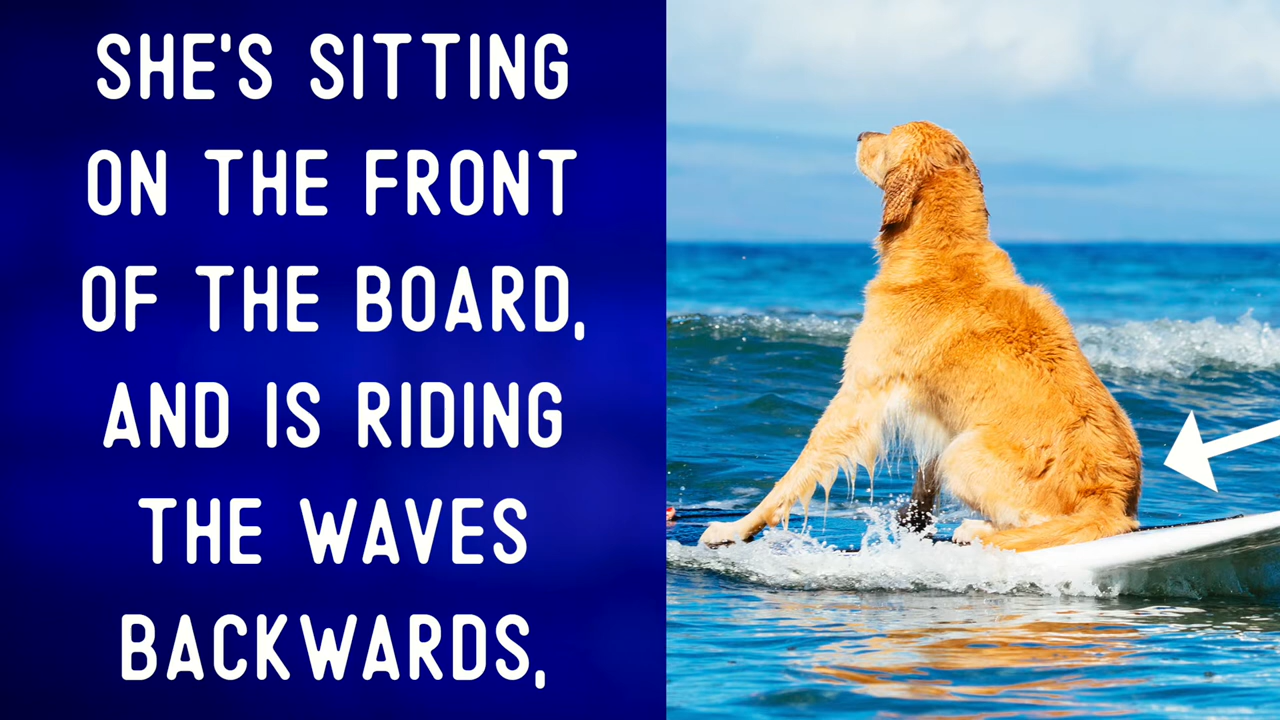 SHE'S SITTING
ON THE FRONT
OF THE BOARD,
AND IS RIDING
THE WAVES
BACKWARDS,